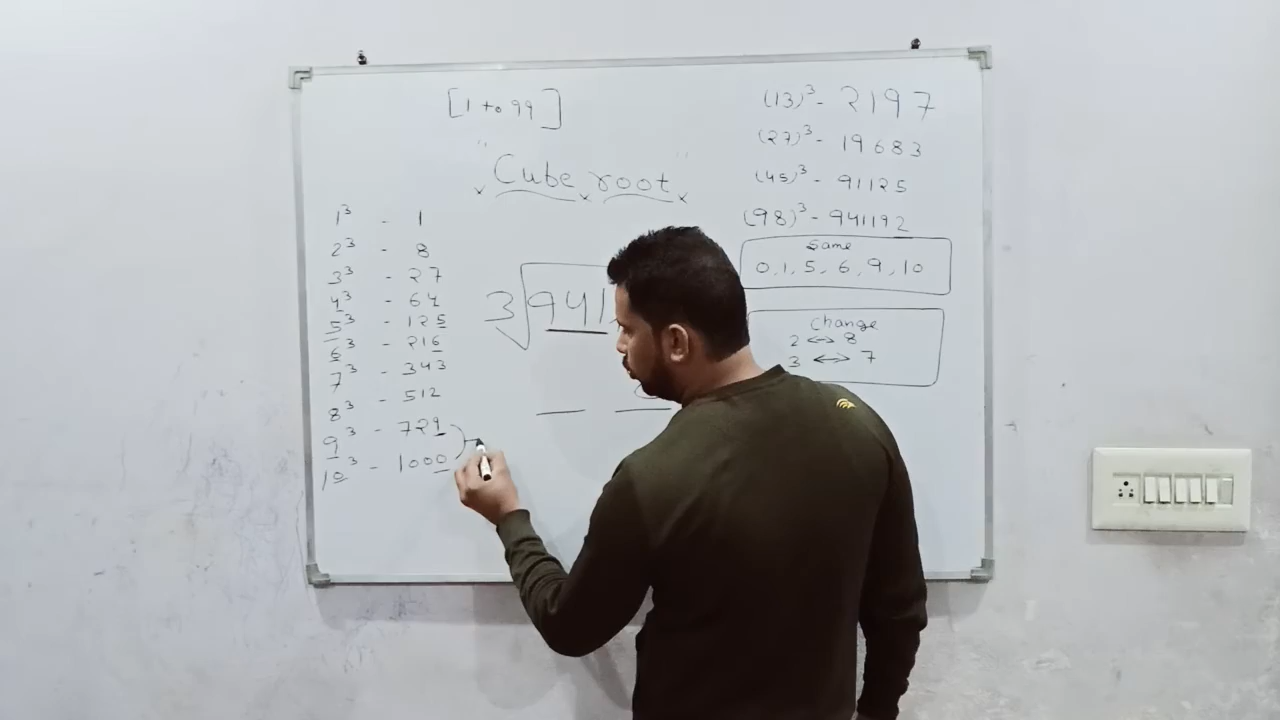 [1 to 99]
"Cube root"
1³ - 1
2³ - 8
3³ - 27
4³ - 64
5³ - 125
6³ - 216
7³ - 343
8³ - 512
9³ - 729
10³ - 1000
3√941
(13)³ - 2197
(27)³ - 19683
(45)³ - 91125
(98)³ - 941192
Same
0, 1, 5, 6, 9, 10
Change
2 ↔ 8
3 ↔ 7